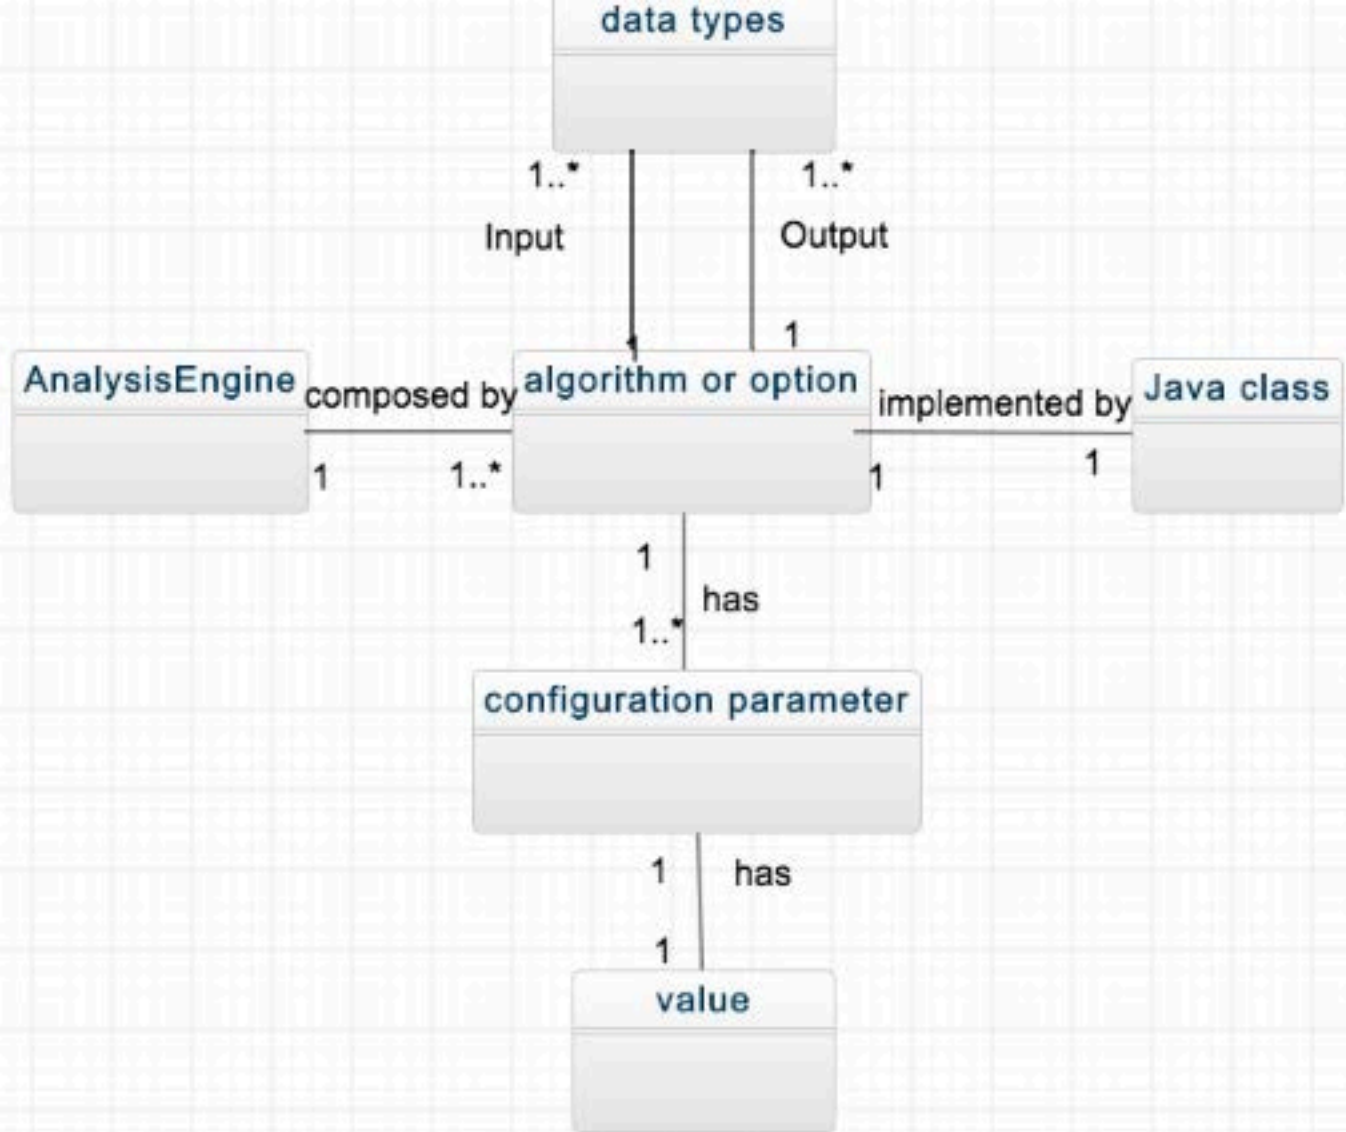 data types
1..*
1..*
Input
Output
1
1
AnalysisEngine
composed by
algorithm or option
implemented by
Java class
1
1..*
1
1
1
has
1..*
configuration parameter
1
has
1
value